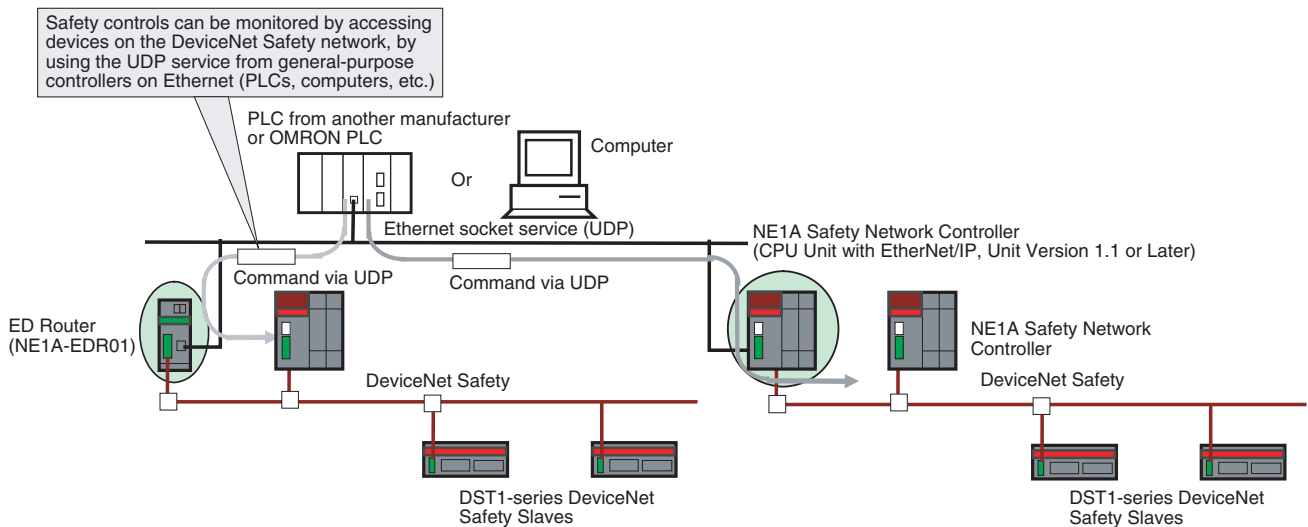 Safety controls can be monitored by accessing
devices on the DeviceNet Safety network, by
using the UDP service from general-purpose
controllers on Ethernet (PLCs, computers, etc.)
PLC from another manufacturer
or OMRON PLC
Or
Computer
Ethernet socket service (UDP)
Command via UDP
Command via UDP
NE1A Safety Network Controller
(CPU Unit with EtherNet/IP, Unit Version 1.1 or Later)
ED Router
(NE1A-EDR01)
NE1A Safety Network
Controller
DeviceNet Safety
DeviceNet Safety
DST1-series DeviceNet
Safety Slaves
DST1-series DeviceNet
Safety Slaves